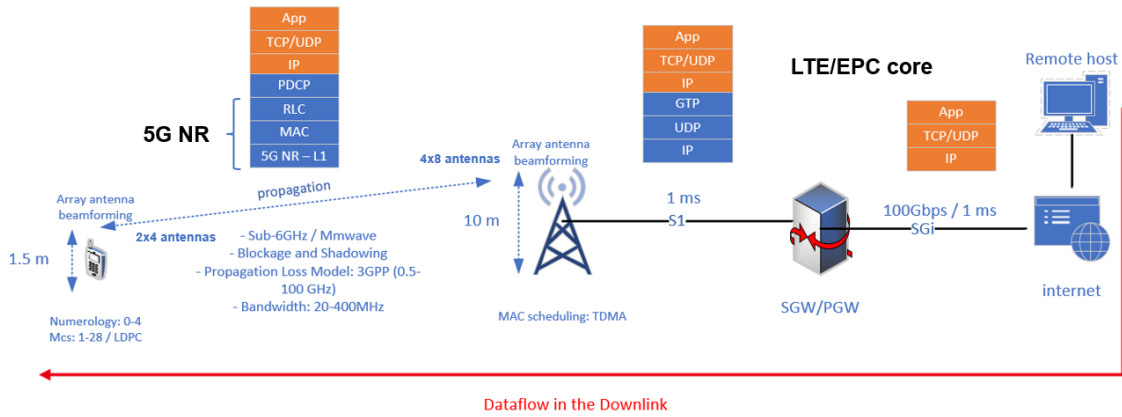 App
TCP/UDP
IP
PDCP
RLC
MAC
5G NR – L1
5G NR
App
TCP/UDP
IP
GTP
UDP
IP
LTE/EPC core
App
TCP/UDP
IP
Remote host
Array antenna
beamforming
4x8 antennas
propagation
Array antenna
beamforming
2x4 antennas
1.5 m
10 m
- Sub-6GHz / Mmwave
- Blockage and Shadowing
- Propagation Loss Model: 3GPP (0.5-
100 GHz)
- Bandwidth: 20-400MHz
Numerology: 0-4
Mcs: 1-28 / LDPC
MAC scheduling: TDMA
1 ms
S1
SGW/PGW
100Gbps / 1 ms
SGi
internet
Dataflow in the Downlink